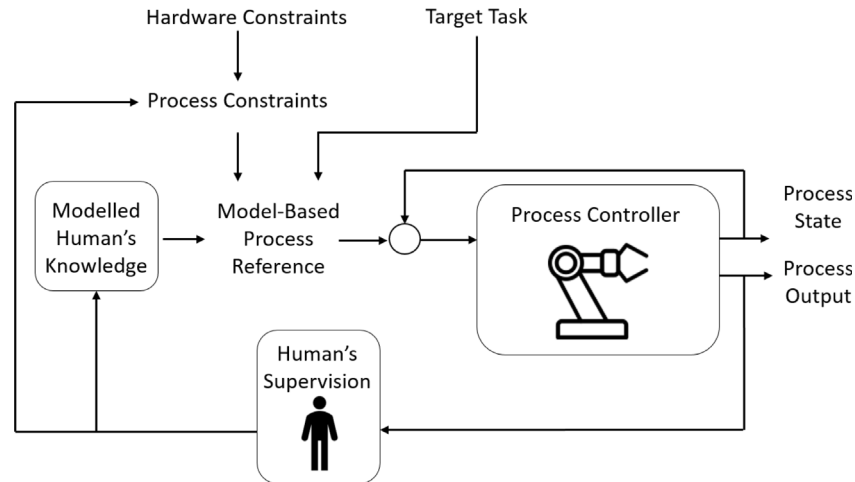 Hardware Constraints
Target Task
Process Constraints
Modelled
Human's
Knowledge
Model-Based
Process
Reference
Process Controller
Process
State
Process
Output
Human's
Supervision